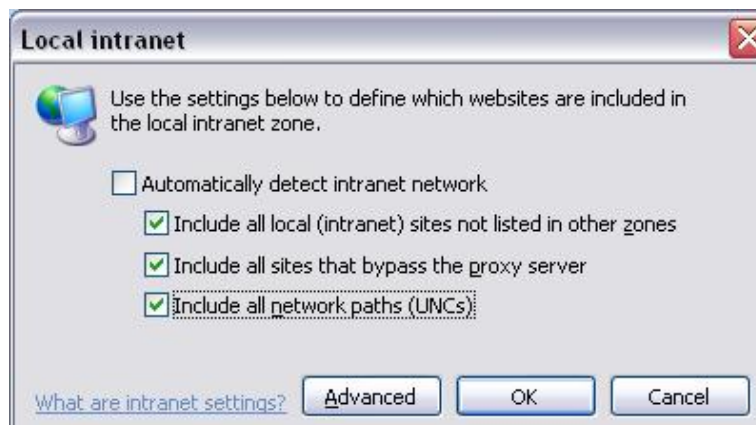 Local intranet
Use the settings below to define which websites are included in
the local intranet zone.
Automatically detect intranet network
Include all local (intranet) sites not listed in other zones
Include all sites that bypass the proxy server
Include all network paths (UNCs)
What are intranet settings? Advanced OK Cancel